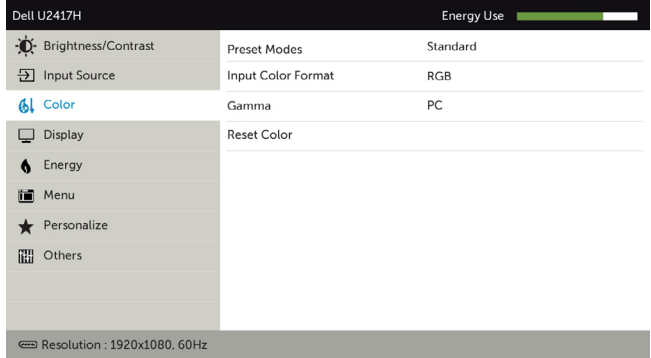 Dell U2417H Energy Use
Brightness/Contrast Preset Modes Standard
Input Source Input Color Format RGB
Color Gamma PC
Display Reset Color
Energy
Menu
Personalize
Others
Resolution : 1920x1080, 60Hz